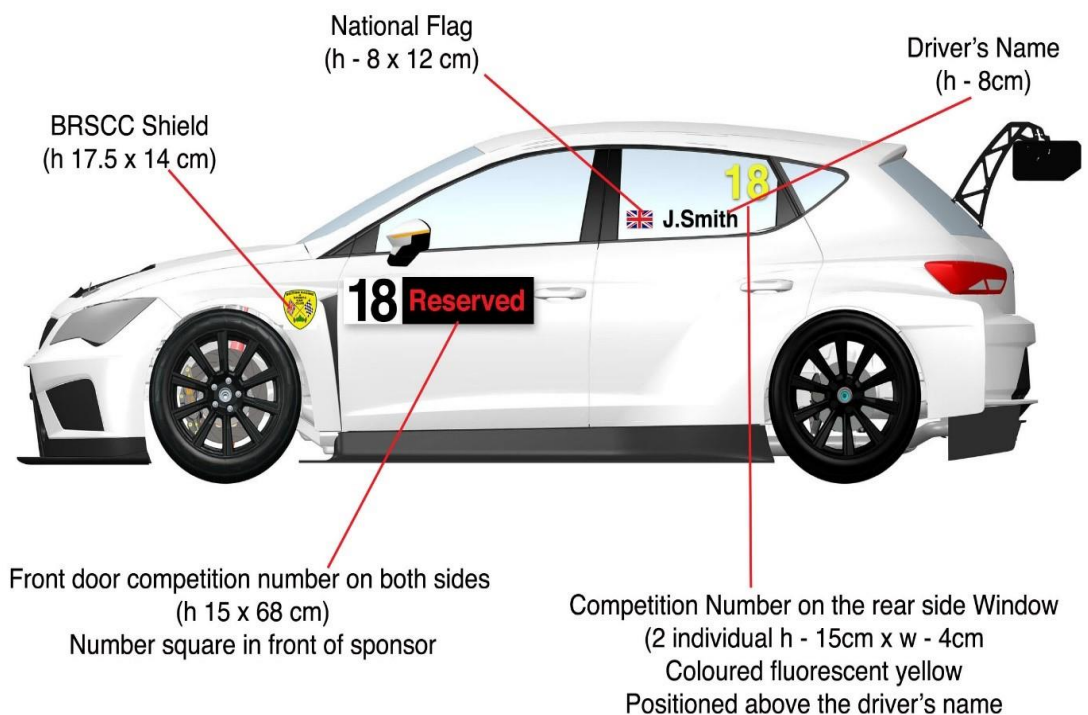 National Flag
(h - 8 x 12 cm)
Driver's Name
(h - 8cm)
BRSCC Shield
(h 17.5 x 14 cm)
18
J.Smith
18 Reserved
Front door competition number on both sides
(h 15 x 68 cm)
Number square in front of sponsor
Competition Number on the rear side Window
(2 individual h - 15cm x w - 4cm
Coloured fluorescent yellow
Positioned above the driver's name